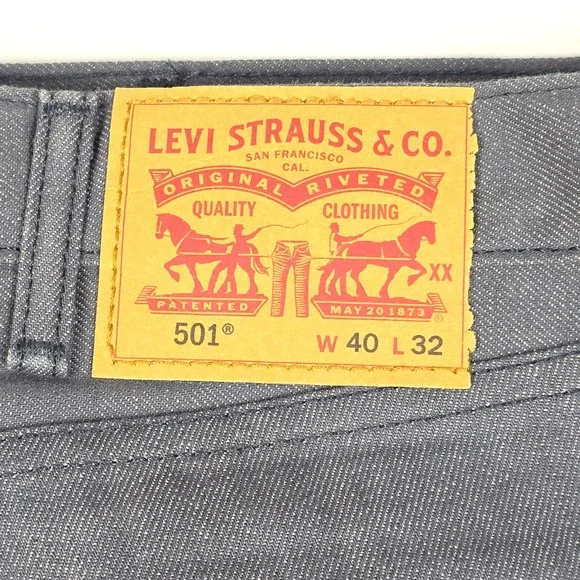 LEVI STRAUSS & CO.
SAN FRANCISCO
CAL.
ORIGINAL RIVETED
QUALITY CLOTHING
XX
PATENTED MAY 20 1873
501® W 40 L 32